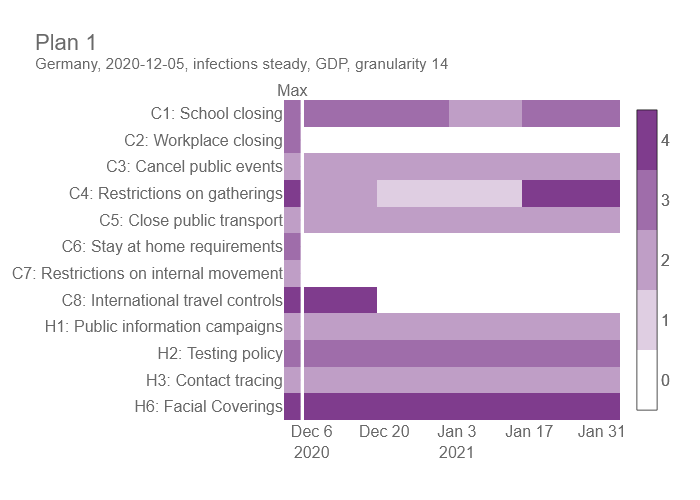 Plan 1
Germany, 2020-12-05, infections steady, GDP, granularity 14
Max
C1: School closing
C2: Workplace closing
C3: Cancel public events
C4: Restrictions on gatherings
C5: Close public transport
C6: Stay at home requirements
C7: Restrictions on internal movement
C8: International travel controls
H1: Public information campaigns
H2: Testing policy
H3: Contact tracing
H6: Facial Coverings
Dec 6 Dec 20 Jan 3 Jan 17 Jan 31
2020 2021
4
3
2
1
0